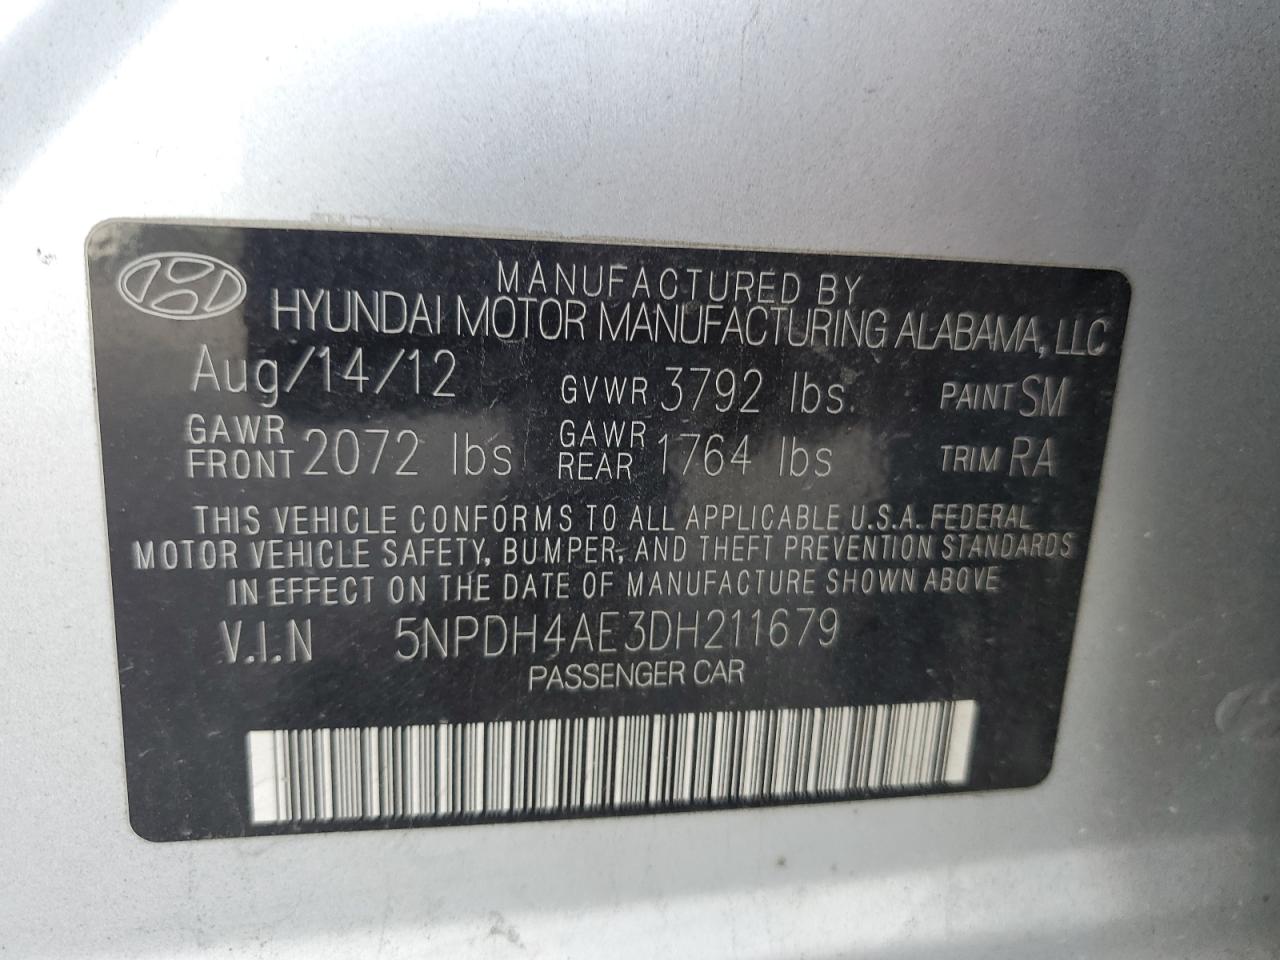 MANUFACTURED BY
HYUNDAI MOTOR MANUFACTURING ALABAMA, LLC
Aug/14/12 GVWR 3792 lbs. PAINT SM
GAWR FRONT 2072 lbs GAWR REAR 1764 lbs TRIM RA
THIS VEHICLE CONFORMS TO ALL APPLICABLE U.S.A. FEDERAL
MOTOR VEHICLE SAFETY, BUMPER, AND THEFT PREVENTION STANDARDS
IN EFFECT ON THE DATE OF MANUFACTURE SHOWN ABOVE
V.I.N 5NPDH4AE3DH211679
PASSENGER CAR